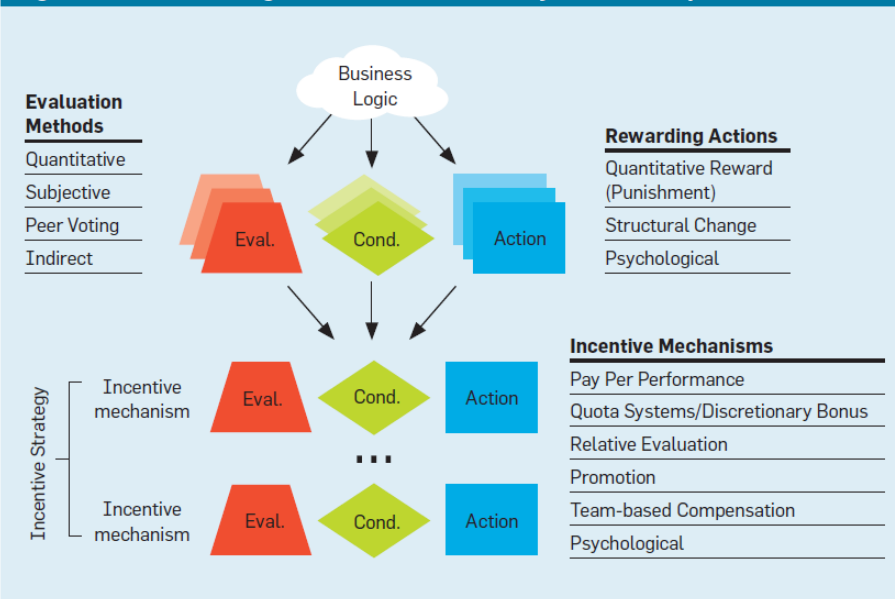 Business
Logic
Evaluation
Methods
Quantitative
Subjective
Peer Voting
Indirect
Eval.
Cond.
Action
Rewarding Actions
Quantitative Reward
(Punishment)
Structural Change
Psychological
Incentive Strategy
Incentive
mechanism
Eval.
Cond.
Action
...
Incentive
mechanism
Eval.
Cond.
Action
Incentive Mechanisms
Pay Per Performance
Quota Systems/Discretionary Bonus
Relative Evaluation
Promotion
Team-based Compensation
Psychological